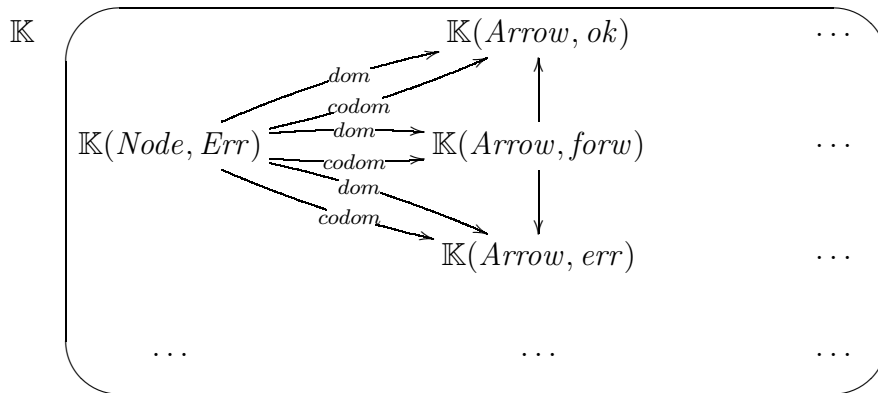 𝕂 𝕂(Arrow, ok) ···
dom
codom
𝕂(Node, Err) dom 𝕂(Arrow, forw) ···
codom
dom
codom
𝕂(Arrow, err) ···
··· ··· ···